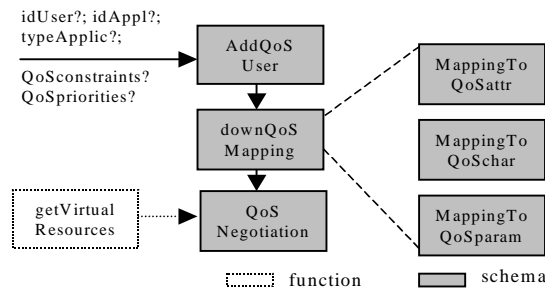 idUser?; idAppl?;
typeApplic?;
QoSconstraints?
QoSpriorities?
AddQoS
User
downQoS
Mapping
QoS
Negotiation
getVirtual
Resources
MappingTo
QoSattr
MappingTo
QoSchar
MappingTo
QoSparam
function
schema